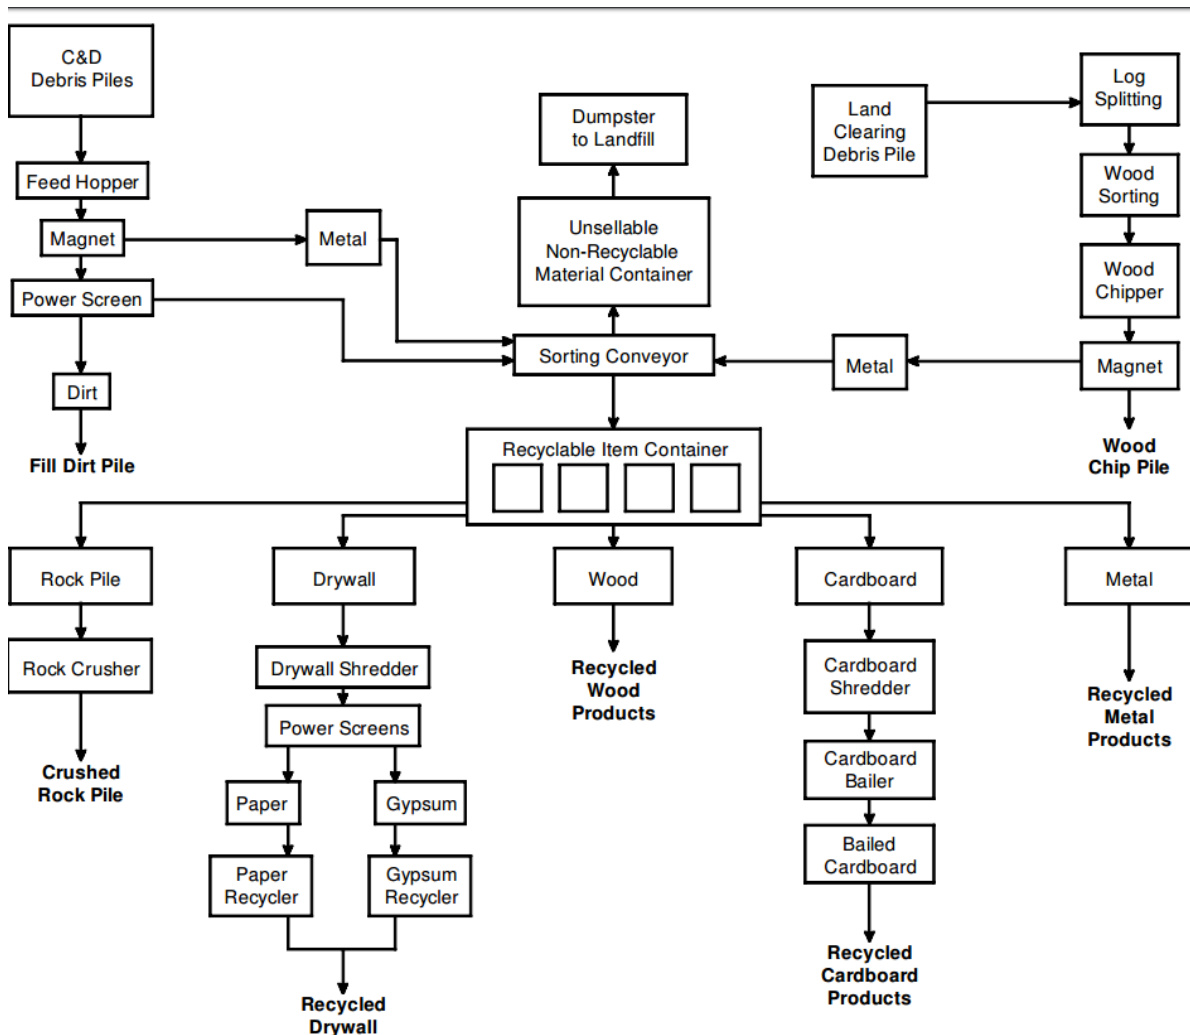 C&D
Debris Piles
Feed Hopper
Magnet
Metal
Power Screen
Dirt
Fill Dirt Pile
Dumpster
to Landfill
Unsellable
Non-Recyclable
Material Container
Sorting Conveyor
Land
Clearing
Debris Pile
Log
Splitting
Wood
Sorting
Wood
Chipper
Magnet
Metal
Wood
Chip Pile
Recyclable Item Container
Rock Pile
Rock Crusher
Crushed
Rock Pile
Drywall
Drywall Shredder
Power Screens
Paper
Gypsum
Paper
Recycler
Gypsum
Recycler
Recycled
Drywall
Wood
Recycled
Wood
Products
Cardboard
Cardboard
Shredder
Cardboard
Bailer
Bailed
Cardboard
Recycled
Cardboard
Products
Metal
Recycled
Metal
Products